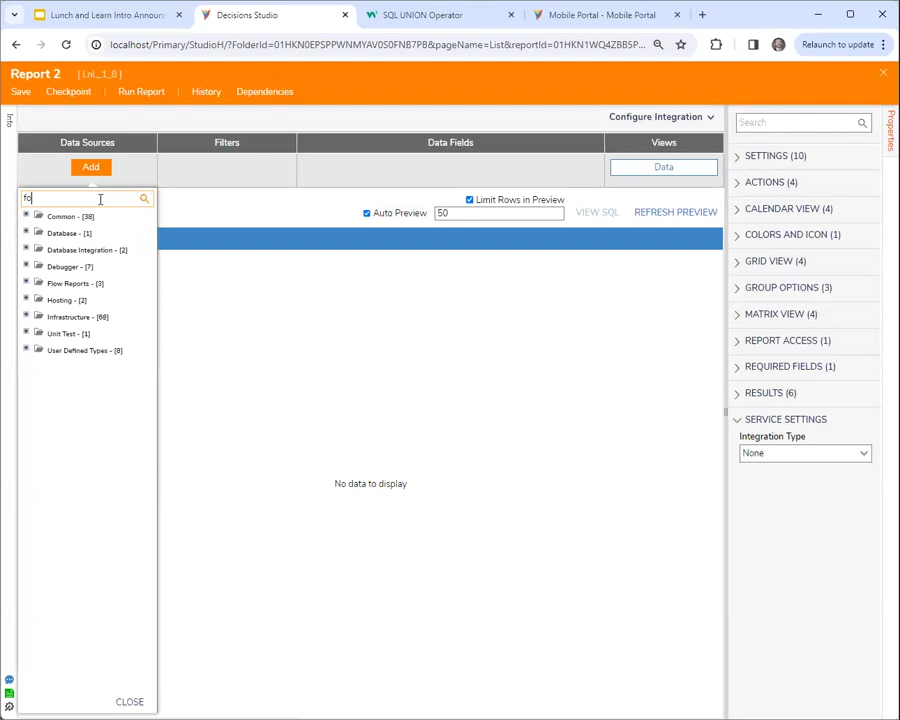 Lunch and Learn Intro Announc
Decisions Studio
SQL UNION Operator
Mobile Portal - Mobile Portal
localhost/Primary/StudioH/?FolderId=01HKN0EPSPPWNMYAV0S0FNB7PB&pageName=List&reportId=01HKN1WQ4ZBB5P...
Relaunch to update
Report 2
Save
Checkpoint
Run Report
History
Dependencies
Info
Configure Integration
Properties
Data Sources
Filters
Data Fields
Views
Add
Data
fo
Common - [38]
Database - [1]
Database Integration - [2]
Debugger - [7]
Flow Reports - [3]
Hosting - [2]
Infrastructure - [68]
Unit Test - [1]
User Defined Types - [8]
CLOSE
Limit Rows in Preview
Auto Preview
50
VIEW SQL
REFRESH PREVIEW
No data to display
Search
SETTINGS (10)
ACTIONS (4)
CALENDAR VIEW (4)
COLORS AND ICON (1)
GRID VIEW (4)
GROUP OPTIONS (3)
MATRIX VIEW (4)
REPORT ACCESS (1)
REQUIRED FIELDS (1)
RESULTS (6)
SERVICE SETTINGS
Integration Type
None